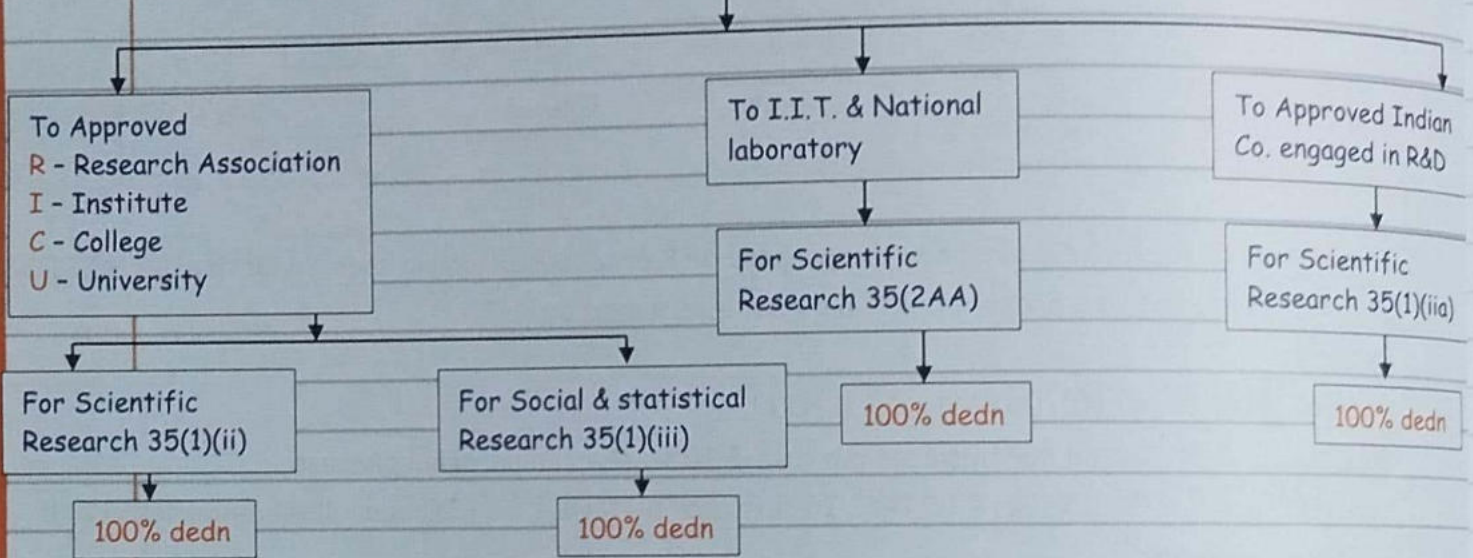 To Approved
R - Research Association
I - Institute
C - College
U - University
To I.I.T. & National
laboratory
To Approved Indian
Co. engaged in R&D
For Scientific
Research 35(2AA)
For Scientific
Research 35(1)(iia)
For Scientific
Research 35(1)(ii)
For Social & statistical
Research 35(1)(iii)
100% dedn
100% dedn
100% dedn
100% dedn